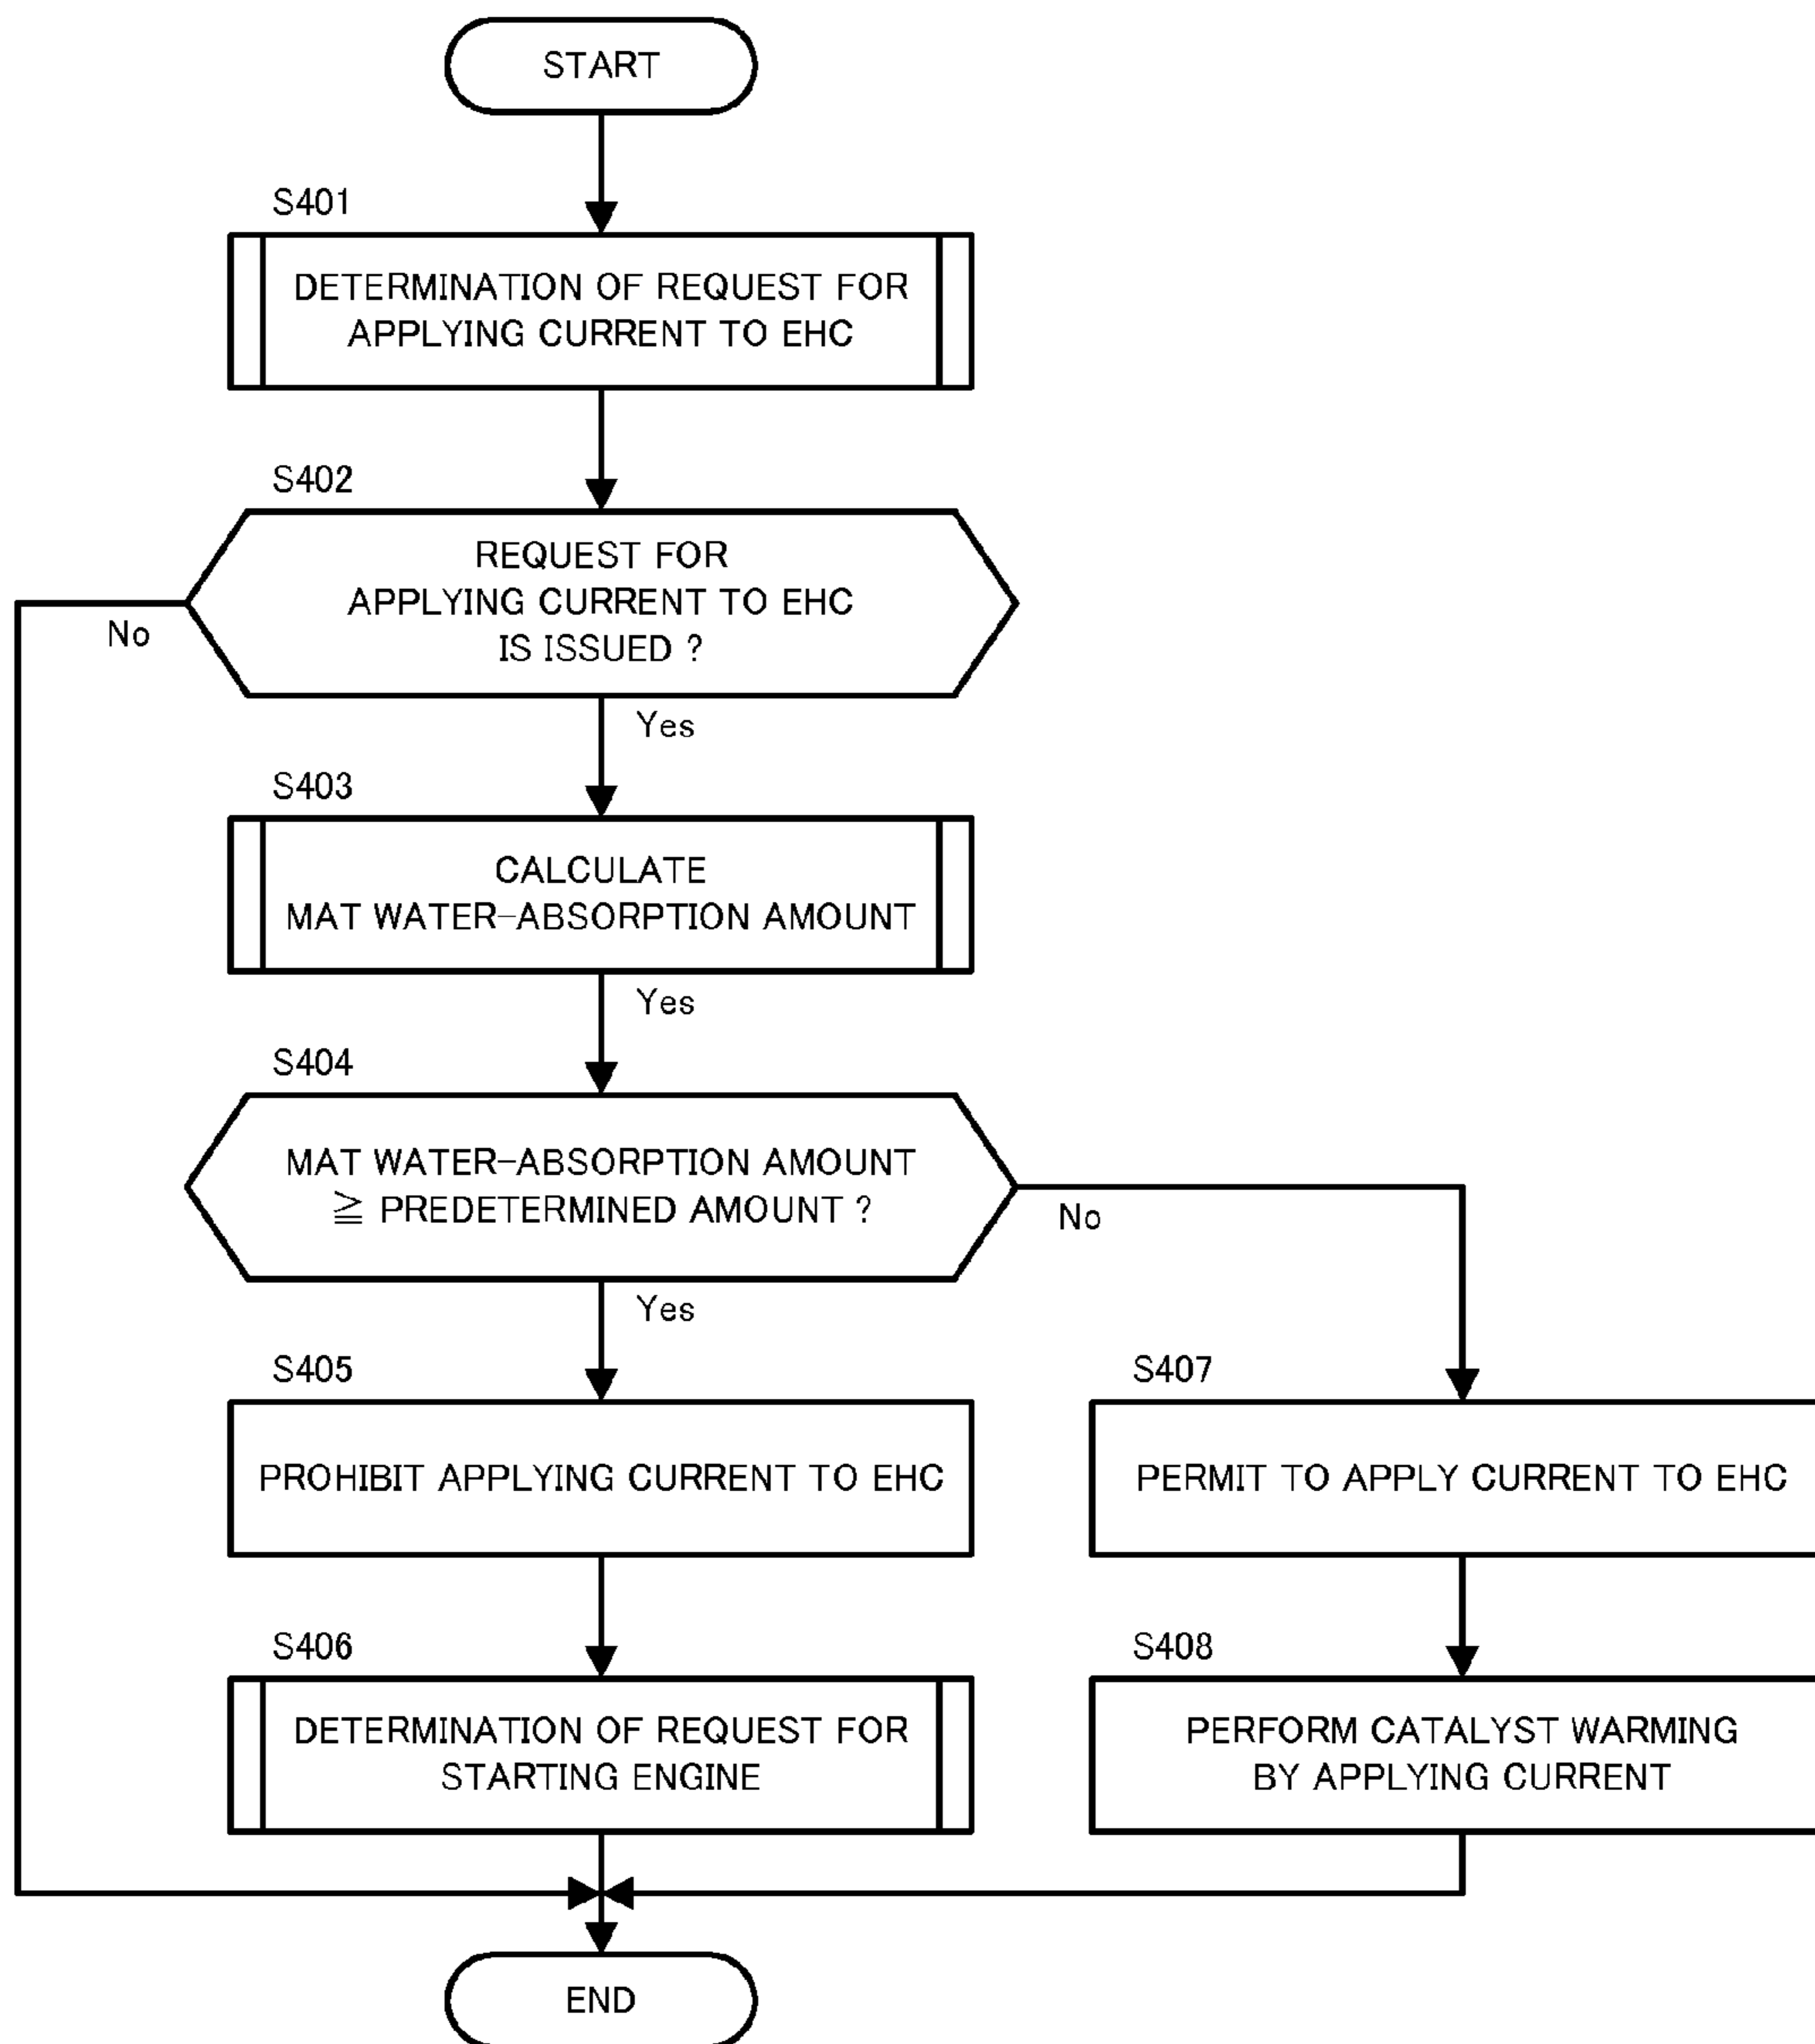 START
S401
DETERMINATION OF REQUEST FOR
APPLYING CURRENT TO EHC
S402
REQUEST FOR
APPLYING CURRENT TO EHC
IS ISSUED ?
No
Yes
S403
CALCULATE
MAT WATER-ABSORPTION AMOUNT
Yes
S404
MAT WATER-ABSORPTION AMOUNT
≧ PREDETERMINED AMOUNT ?
No
Yes
S405
PROHIBIT APPLYING CURRENT TO EHC
S407
PERMIT TO APPLY CURRENT TO EHC
S406
DETERMINATION OF REQUEST FOR
STARTING ENGINE
S408
PERFORM CATALYST WARMING
BY APPLYING CURRENT
END